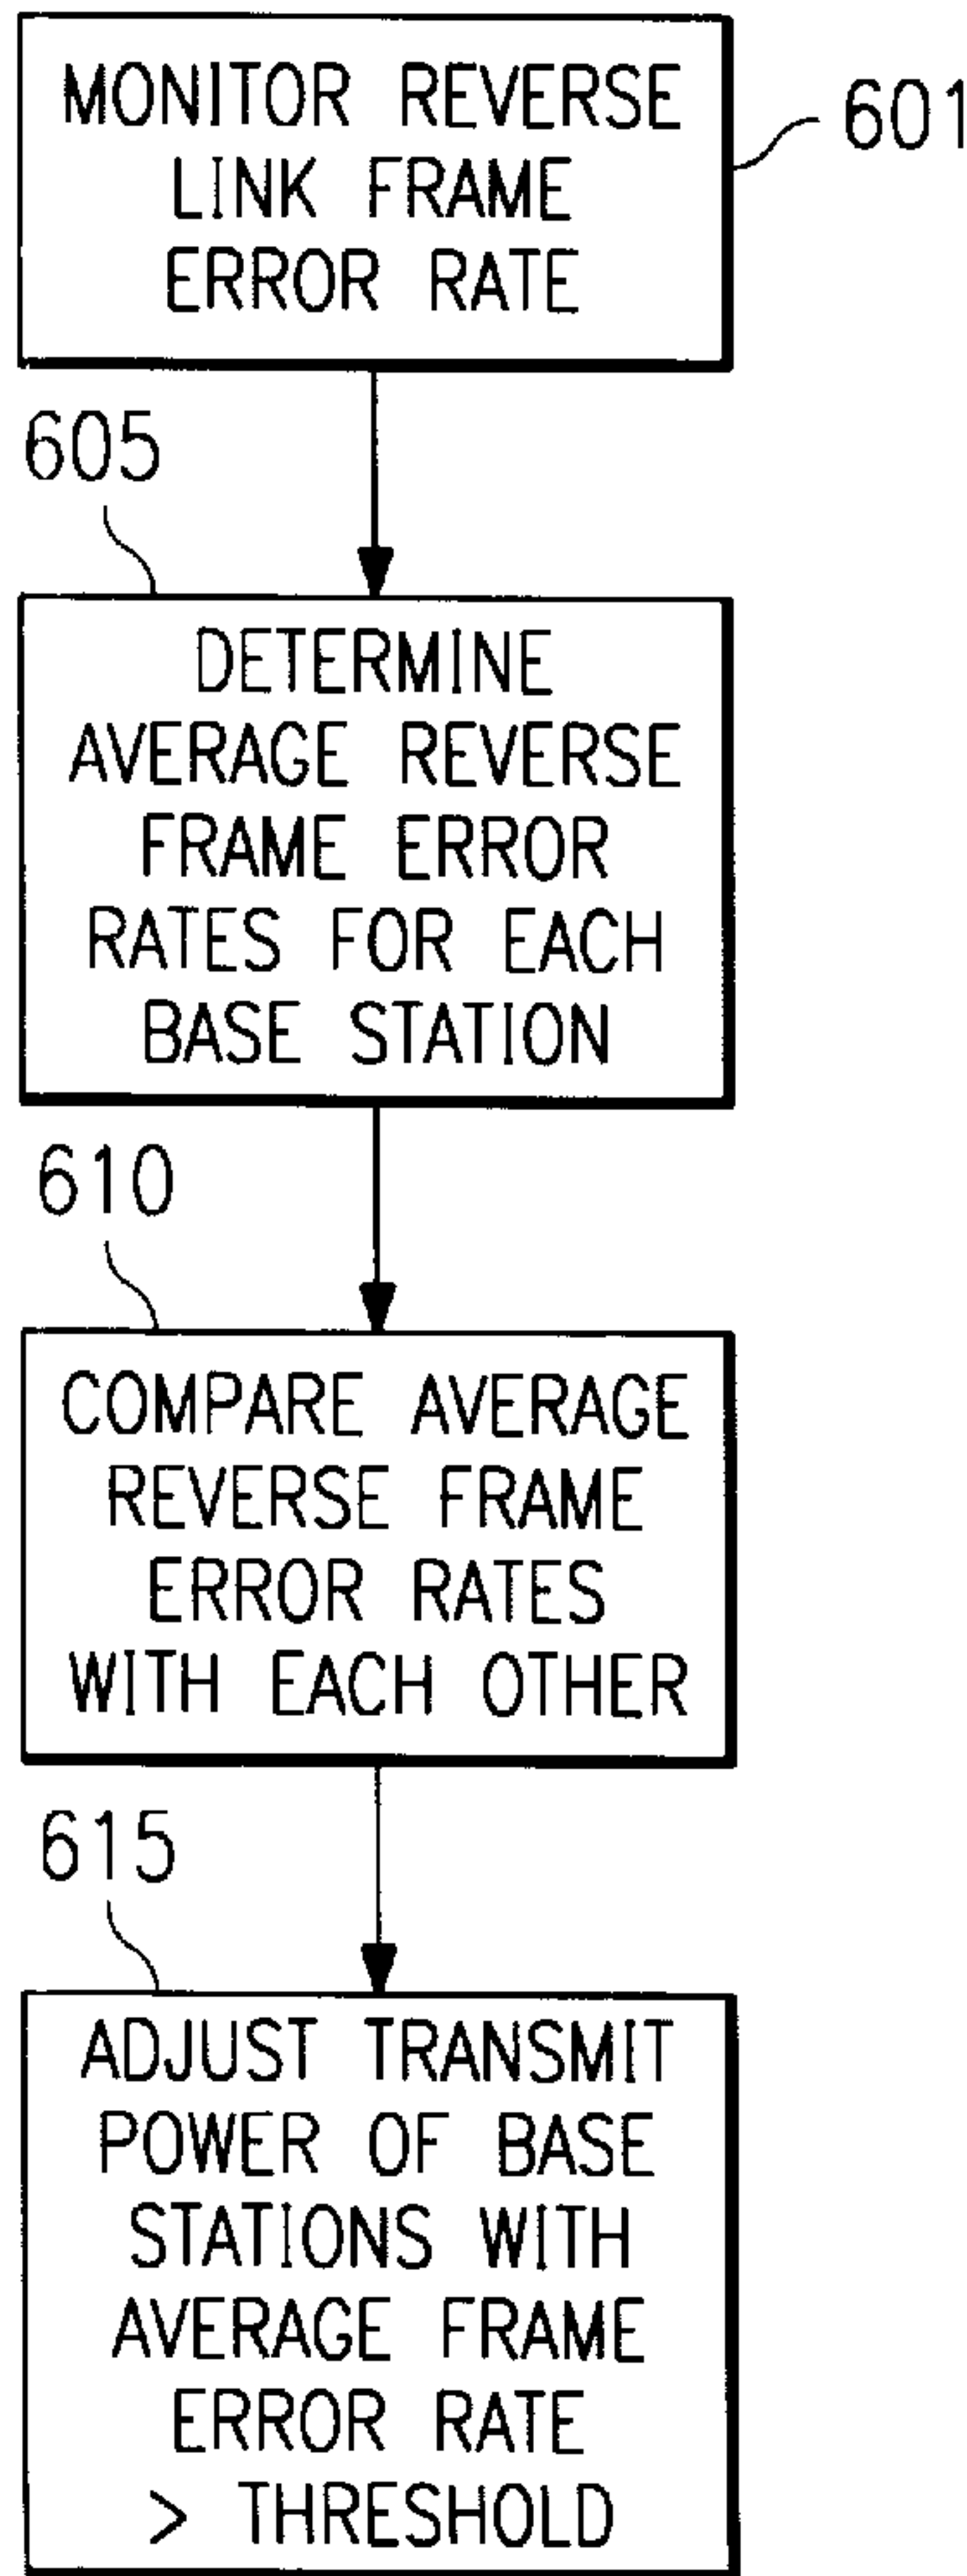 MONITOR REVERSE
LINK FRAME
ERROR RATE
601
605
DETERMINE
AVERAGE REVERSE
FRAME ERROR
RATES FOR EACH
BASE STATION
610
COMPARE AVERAGE
REVERSE FRAME
ERROR RATES
WITH EACH OTHER
615
ADJUST TRANSMIT
POWER OF BASE
STATIONS WITH
AVERAGE FRAME
ERROR RATE
> THRESHOLD